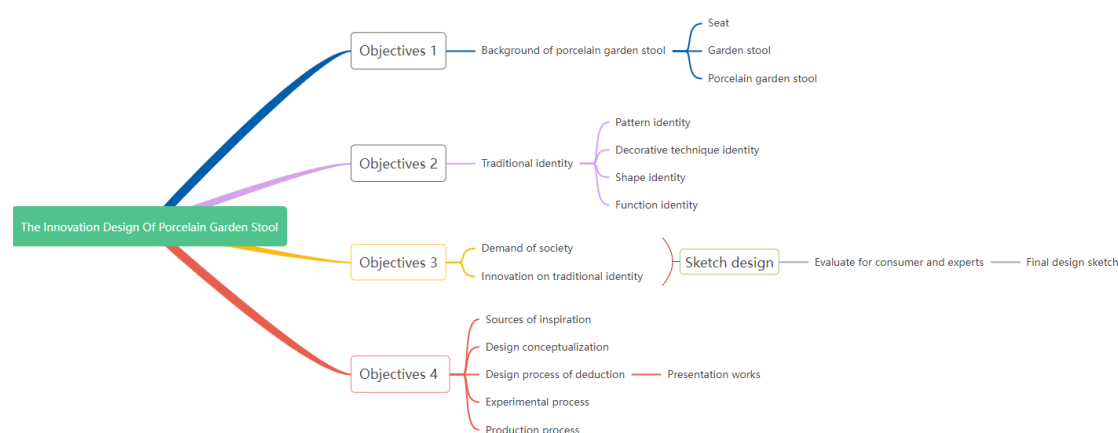 The Innovation Design Of Porcelain Garden Stool
Objectives 1
Background of porcelain garden stool
Seat
Garden stool
Porcelain garden stool
Objectives 2
Traditional identity
Pattern identity
Decorative technique identity
Shape identity
Function identity
Objectives 3
Demand of society
Innovation on traditional identity
Sketch design
Evaluate for consumer and experts
Final design sketch
Objectives 4
Sources of inspiration
Design conceptualization
Design process of deduction
Presentation works
Experimental process
Production process